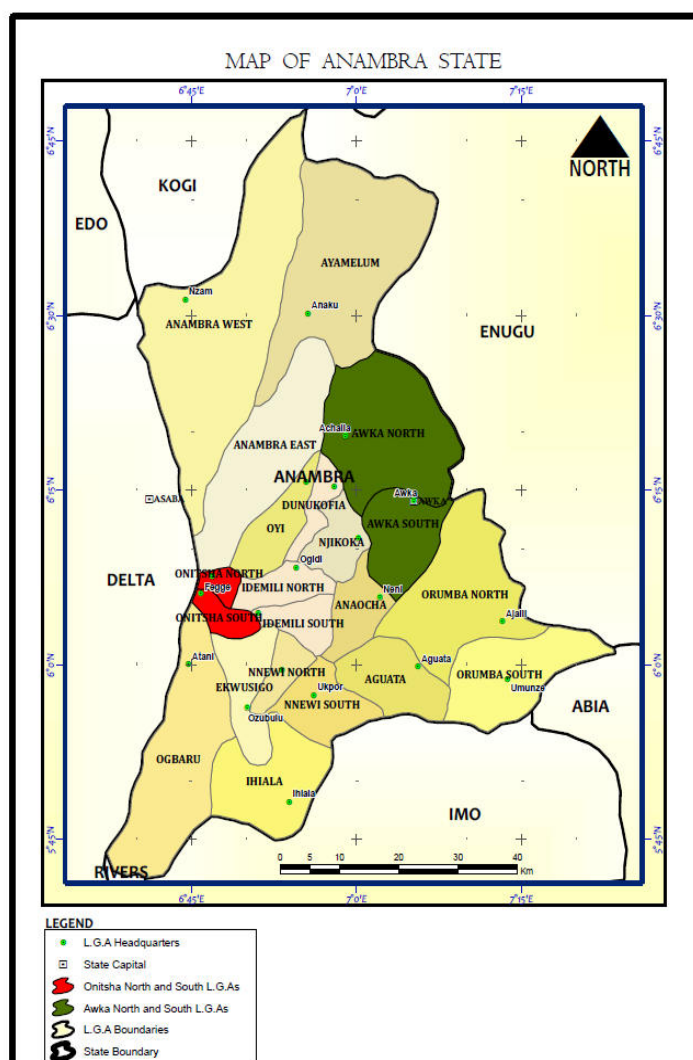 MAP OF ANAMBRA STATE
6°45'E
7°0'E
7°15'E
6°45'N
6°45'N
NORTH
KOGI
EDO
AYAMELUM
Nzam
Anaku
6°30'N
6°30'N
ANAMBRA WEST
ENUGU
Achalla
AWKA NORTH
ANAMBRA EAST
ANAMBRA
6°15'N
6°15'N
ASABA
Awka
AWKA
DUNUKOFIA
OYI
AWKA SOUTH
NJIKOKA
Ogidi
DELTA
ONITSHA NORTH
Fegge
IDEMILI NORTH
Neni
ANAOCHA
ORUMBA NORTH
ONITSHA SOUTH
IDEMILI SOUTH
Ajalli
6°0'N
6°0'N
Atani
Aguata
NNEWI NORTH
AGUATA
ORUMBA SOUTH
EKWUSIGO
Ukpor
Umunze
NNEWI SOUTH
ABIA
Ozubulu
OGBARU
IHIALA
Ihiala
IMO
5°45'N
5°45'N
RIVERS
0 5 10 20 30 40
Km
6°45'E
7°0'E
7°15'E
LEGEND
L.G.A Headquarters
State Capital
Onitsha North and South L.G.As
Awka North and South L.G.As
L.G.A Boundaries
State Boundary